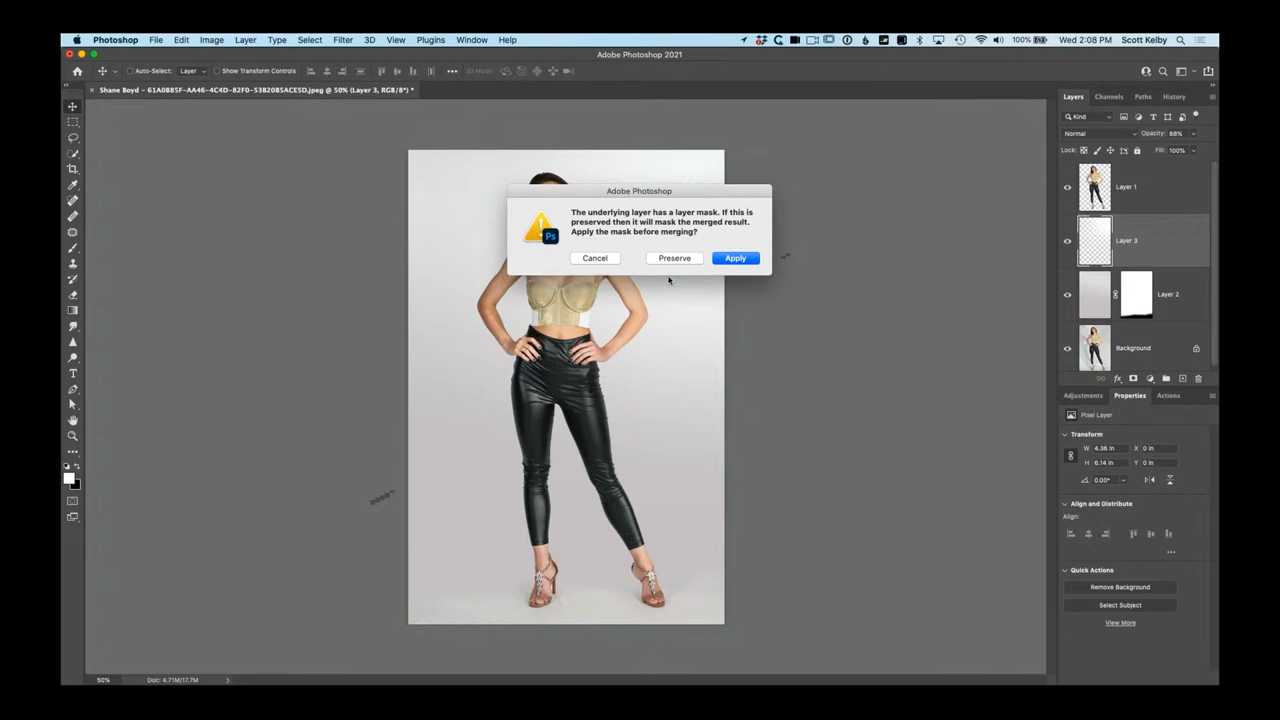 Photoshop File Edit Image Layer Type Select Filter 3D View Plugins Window Help 100% Wed 2:08 PM Scott Kelby
Adobe Photoshop 2021
Auto-Select: Layer Show Transform Controls 3D Mode:
Shane Boyd - 61A0B85F-AA46-4C4D-82F0-53B20B5ACE5D.jpeg @ 50% (Layer 3, RGB/8*) *
Layers Channels Paths History
Kind
Normal Opacity: 88%
Lock: Fill: 100%
Layer 1
Layer 3
Layer 2
Background
Adobe Photoshop
The underlying layer has a layer mask. If this is
preserved then it will mask the merged result.
Apply the mask before merging?
Ps
Cancel Preserve Apply
Adjustments Properties Actions
Pixel Layer
Transform
W 4.36 in X 0 in
H 6.14 in Y 0 in
0.00°
Align and Distribute
Align:
Quick Actions
Remove Background
Select Subject
View More
50% Doc: 4.71M/17.7M